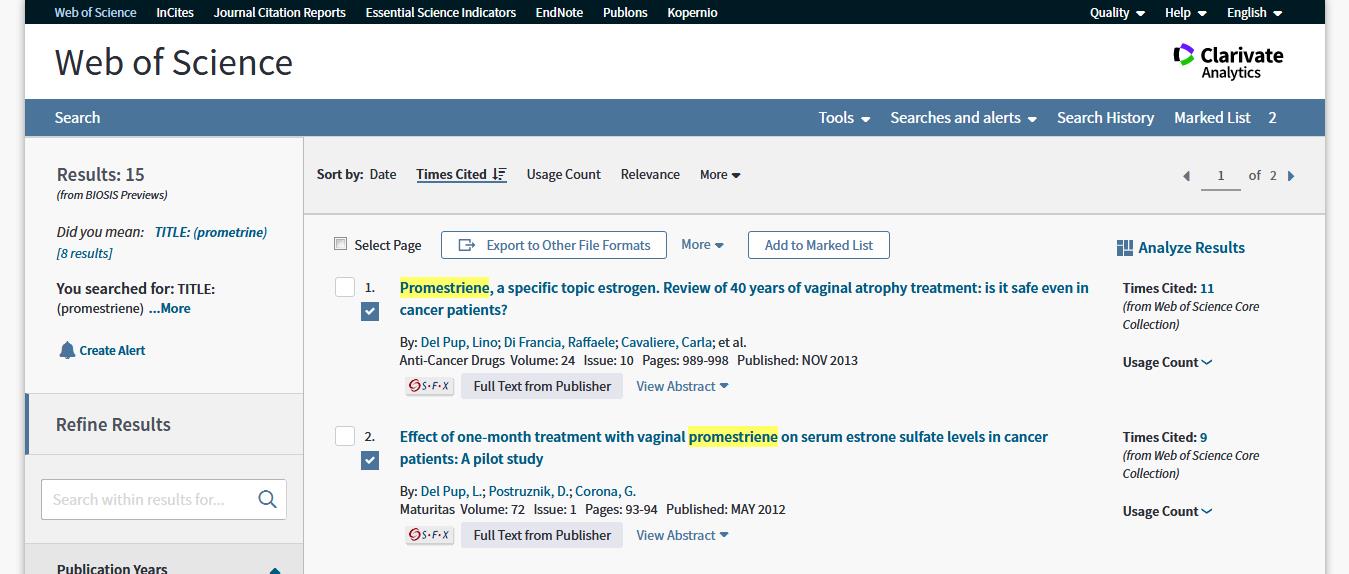 Web of Science InCites Journal Citation Reports Essential Science Indicators EndNote Publons Kopernio Quality Help English
Web of Science
Clarivate
Analytics
Search Tools Searches and alerts Search History Marked List 2
Results: 15
(from BIOSIS Previews)
Did you mean: TITLE: (prometrine)
[8 results]
You searched for: TITLE:
(promestriene) ...More
Create Alert
Refine Results
Search within results for...
Publication Years
Sort by: Date Times Cited Usage Count Relevance More
1 of 2
Select Page Export to Other File Formats More Add to Marked List
Analyze Results
1. Promestriene, a specific topic estrogen. Review of 40 years of vaginal atrophy treatment: is it safe even in
cancer patients?
By: Del Pup, Lino; Di Francia, Raffaele; Cavaliere, Carla; et al.
Anti-Cancer Drugs Volume: 24 Issue: 10 Pages: 989-998 Published: NOV 2013
S·F·X Full Text from Publisher View Abstract
Times Cited: 11
(from Web of Science Core
Collection)
Usage Count
2. Effect of one-month treatment with vaginal promestriene on serum estrone sulfate levels in cancer
patients: A pilot study
By: Del Pup, L.; Postruznik, D.; Corona, G.
Maturitas Volume: 72 Issue: 1 Pages: 93-94 Published: MAY 2012
S·F·X Full Text from Publisher View Abstract
Times Cited: 9
(from Web of Science Core
Collection)
Usage Count